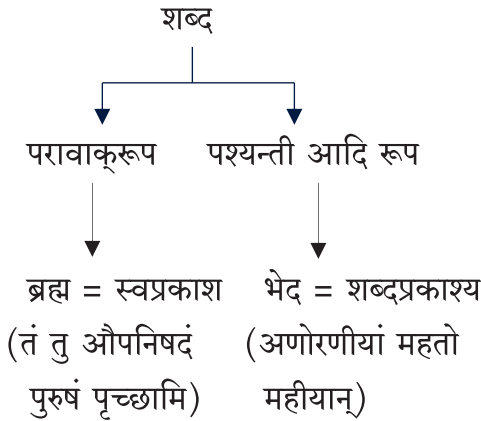 शब्द
परावाक्‌रूप पश्यन्ती आदि रूप
ब्रह्म = स्वप्रकाश भेद = शब्दप्रकाश्य
(तं तु औपनिषदं (अणोरणीयां महतो
पुरुषं पृच्छामि) महीयान्)